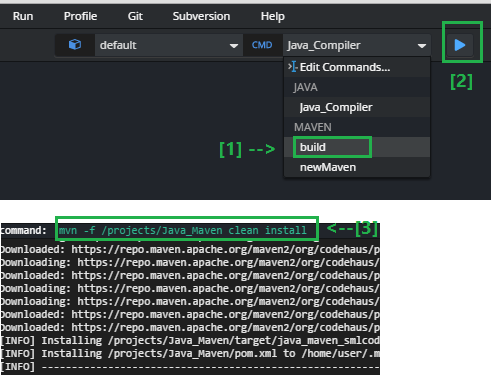 Run Profile Git Subversion Help
default CMD Java_Compiler
[2]
Edit Commands...
JAVA
Java_Compiler
MAVEN
[1] --> build
newMaven
command: mvn -f /projects/Java_Maven clean install <--[3]
Downloaded: https://repo.maven.apache.org/maven2/org/codehaus/p
Downloading: https://repo.maven.apache.org/maven2/org/codehaus/
Downloading: https://repo.maven.apache.org/maven2/org/codehaus/
Downloading: https://repo.maven.apache.org/maven2/org/codehaus/
Downloaded: https://repo.maven.apache.org/maven2/org/codehaus/p
Downloaded: https://repo.maven.apache.org/maven2/org/codehaus/p
Downloaded: https://repo.maven.apache.org/maven2/org/codehaus/p
[INFO] Installing /projects/Java_Maven/target/java_maven_smlcod
[INFO] Installing /projects/Java_Maven/pom.xml to /home/user/.m
[INFO] ------------------------------------------------